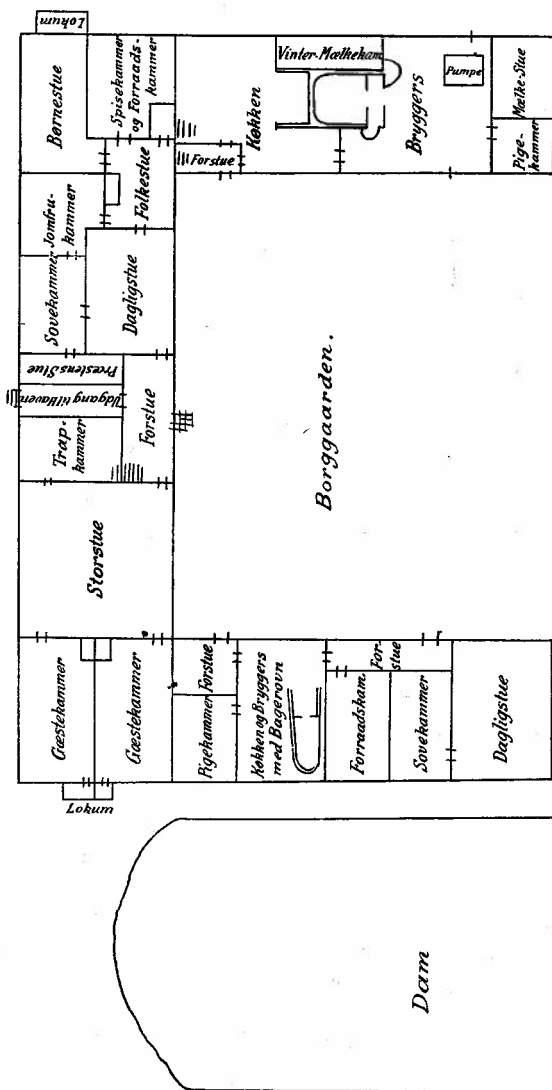 Lokum
Børnestue
Spisekammer
og Forraads-
kammer
Vinter-Mælkekam.
Køkken
Forstue
Pumpe
Bryggers
Mælke-Stue
Pige-
kammer
Jomfru-
kammer
Folkestue
Sovekammer
Dagligstue
Præstens Stue
Udgang til Haven
Trap-
kammer
Forstue
Storstue
Borggaarden.
Gæstekammer
Gæstekammer
Lokum
Pigekammer
Forstue
Køkken og Bryggers
med Bagerovn
Forraadskam.
For-
stue
Sovekammer
Dagligstue
Dam